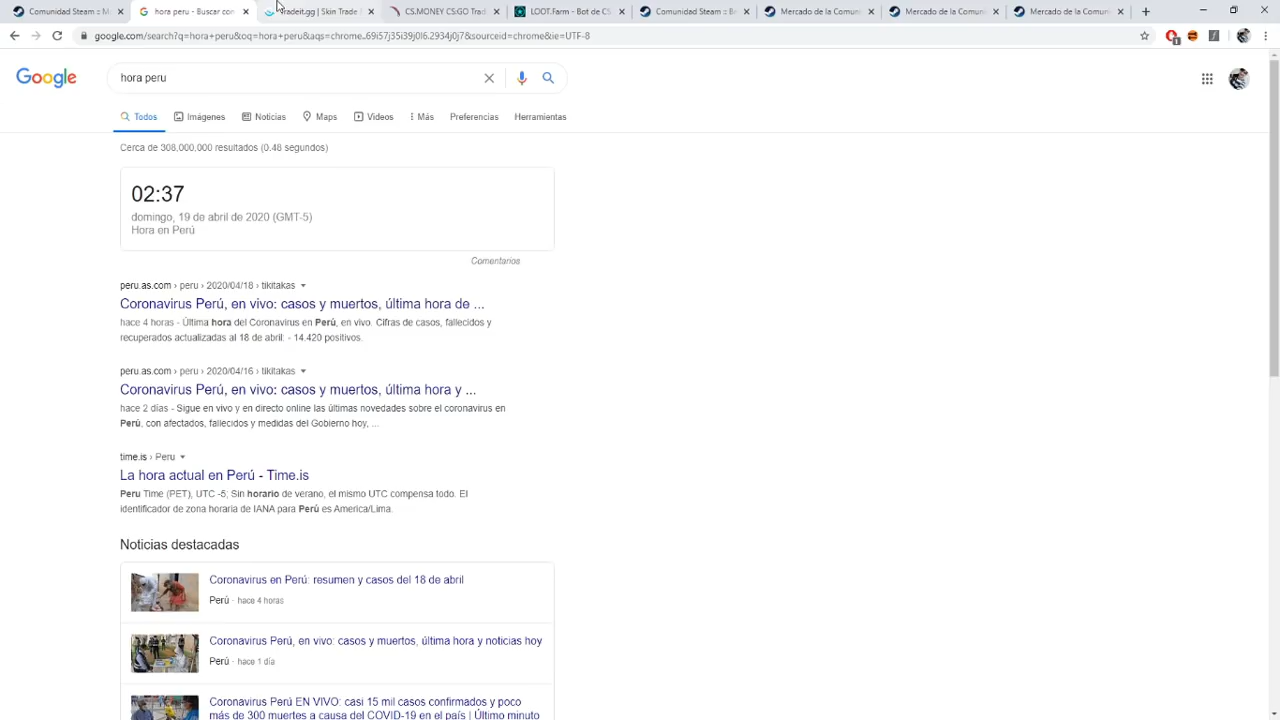 Comunidad Steam :: M
hora peru - Buscar con
Tradeit.gg | Skin Trade
CS.MONEY CS:GO Trad
LOOT.Farm - Bot de CS
Comunidad Steam :: Be
Mercado de la Comun
Mercado de la Comun
Mercado de la Comun
google.com/search?q=hora+peru&oq=hora+peru&aqs=chrome..69i57j35i39j0l6.2934j0j7&sourceid=chrome&ie=UTF-8
Google
hora peru
Todos
Imágenes
Noticias
Maps
Videos
Más
Preferencias
Herramientas
Cerca de 308,000,000 resultados (0.48 segundos)
02:37
domingo, 19 de abril de 2020 (GMT-5)
Hora en Perú
Comentarios
peru.as.com › peru › 2020/04/18 › tikitakas
Coronavirus Perú, en vivo: casos y muertos, última hora de ...
hace 4 horas - Última hora del Coronavirus en Perú, en vivo. Cifras de casos, fallecidos y
recuperados actualizadas al 18 de abril: - 14.420 positivos.
peru.as.com › peru › 2020/04/16 › tikitakas
Coronavirus Perú, en vivo: casos y muertos, última hora y ...
hace 2 días - Sigue en vivo y en directo online las últimas novedades sobre el coronavirus en
Perú, con afectados, fallecidos y medidas del Gobierno hoy, ...
time.is › Peru
La hora actual en Perú - Time.is
Peru Time (PET), UTC -5; Sin horario de verano, el mismo UTC compensa todo. El
identificador de zona horaria de IANA para Perú es America/Lima.
Noticias destacadas
Coronavirus en Perú: resumen y casos del 18 de abril
Perú · hace 4 horas
Coronavirus Perú, en vivo: casos y muertos, última hora y noticias hoy
Perú · hace 1 día
Coronavirus Perú EN VIVO: casi 15 mil casos confirmados y poco
más de 300 muertes a causa del COVID-19 en el país | Último minuto